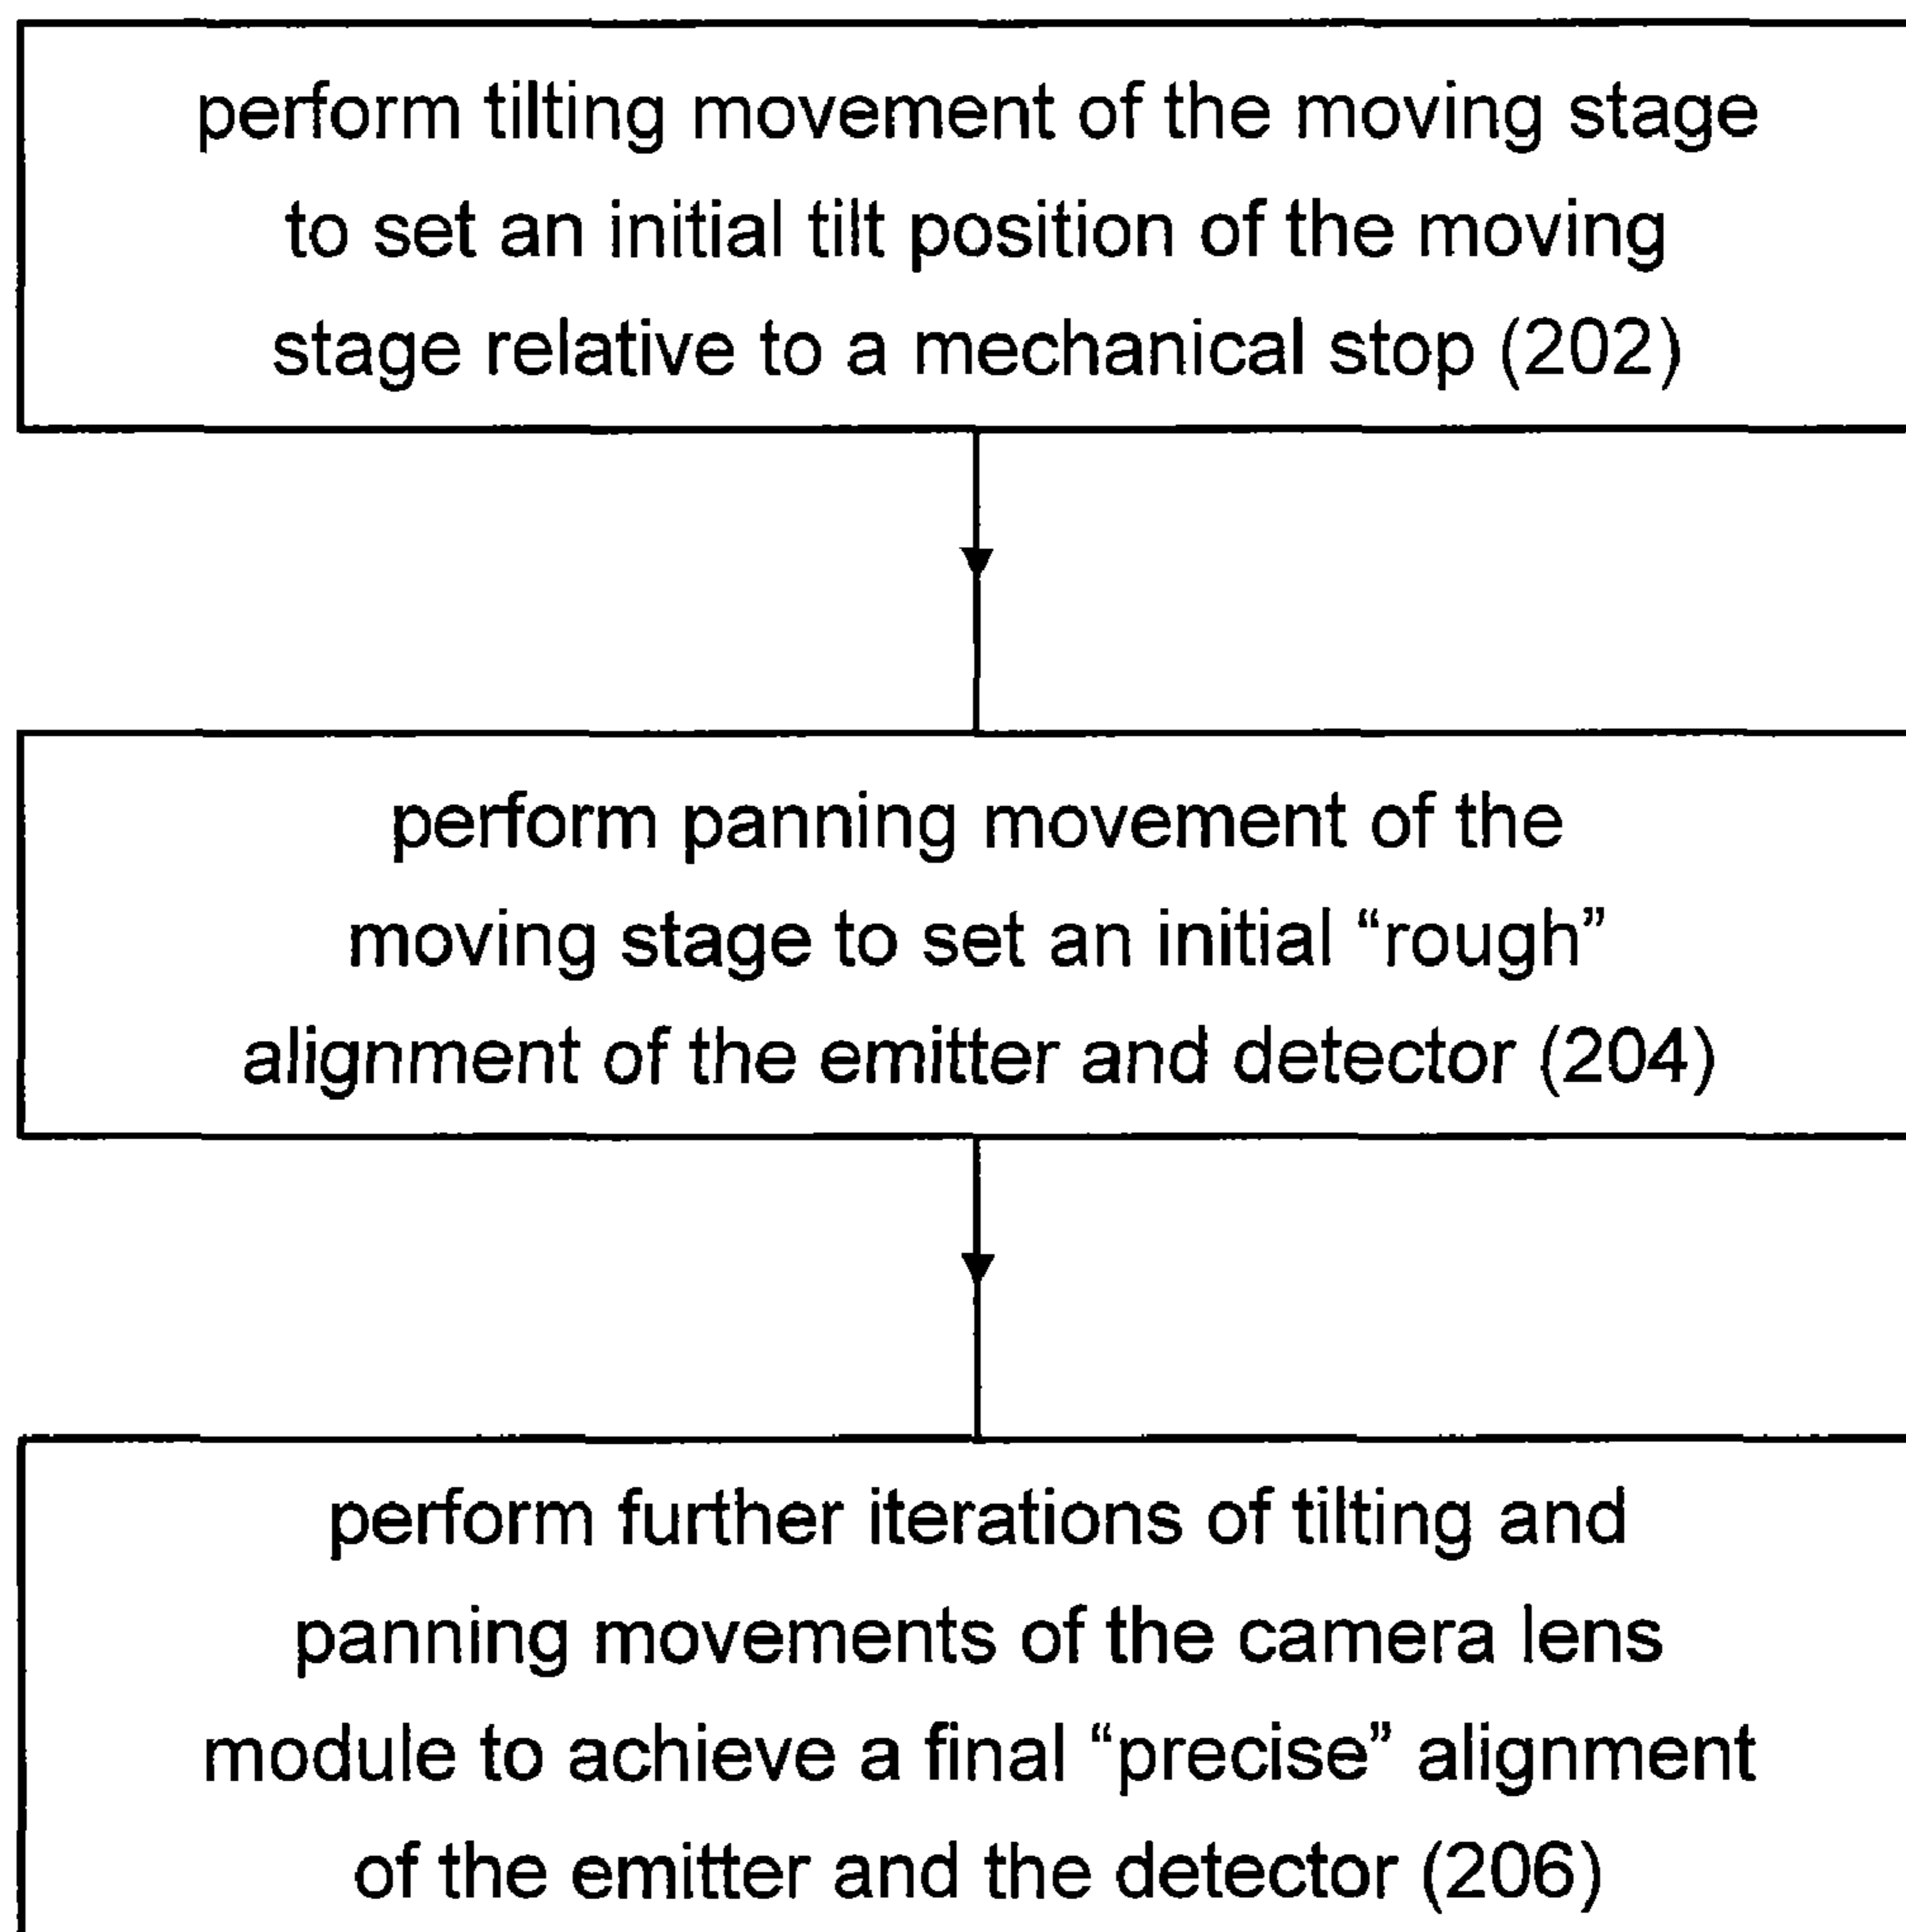 perform tilting movement of the moving stage
to set an initial tilt position of the moving
stage relative to a mechanical stop (202)
perform panning movement of the
moving stage to set an initial “rough”
alignment of the emitter and detector (204)
perform further iterations of tilting and
panning movements of the camera lens
module to achieve a final “precise” alignment
of the emitter and the detector (206)